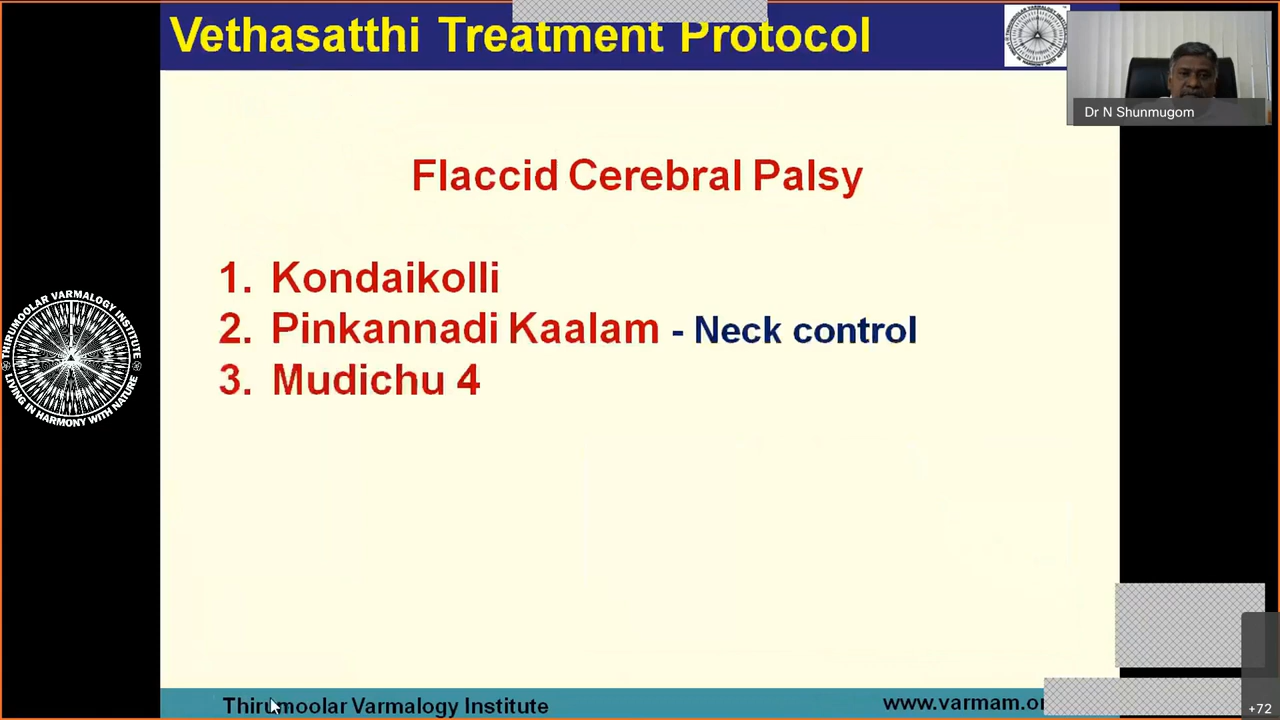 Vethasatthi Treatment Protocol
Dr N Shunmugom
Flaccid Cerebral Palsy
1. Kondaikolli
2. Pinkannadi Kaalam - Neck control
3. Mudichu 4
THIRUMOOLAR VARMALOGY INSTITUTE
LIVING IN HARMONY WITH NATURE
Thirumoolar Varmalogy Institute
www.varmam.or
+72